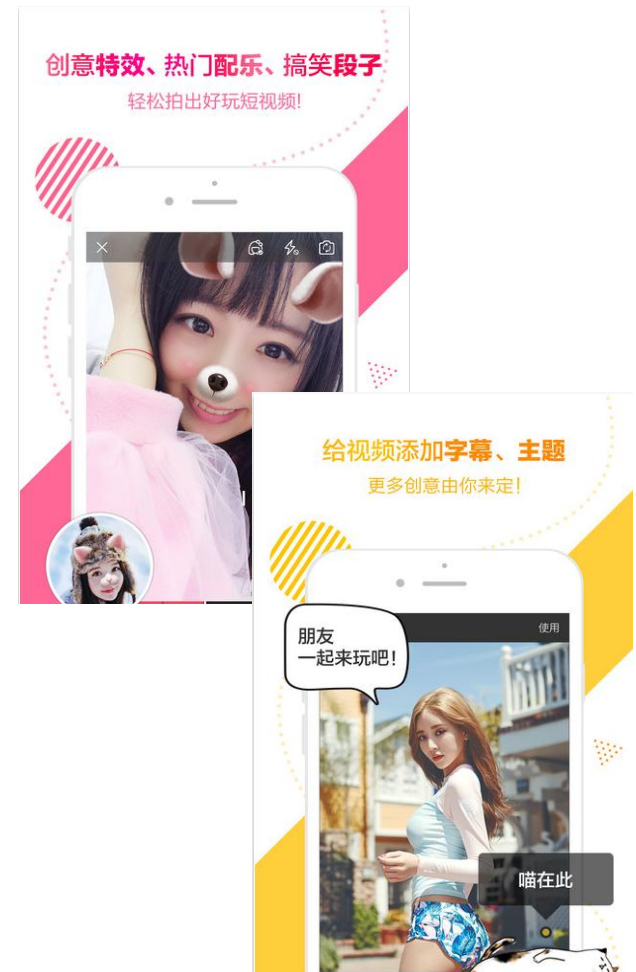 创意特效、热门配乐、搞笑段子
轻松拍出好玩短视频!
给视频添加字幕、主题
更多创意由你来定!
使用
朋友
一起来玩吧!
喵在此